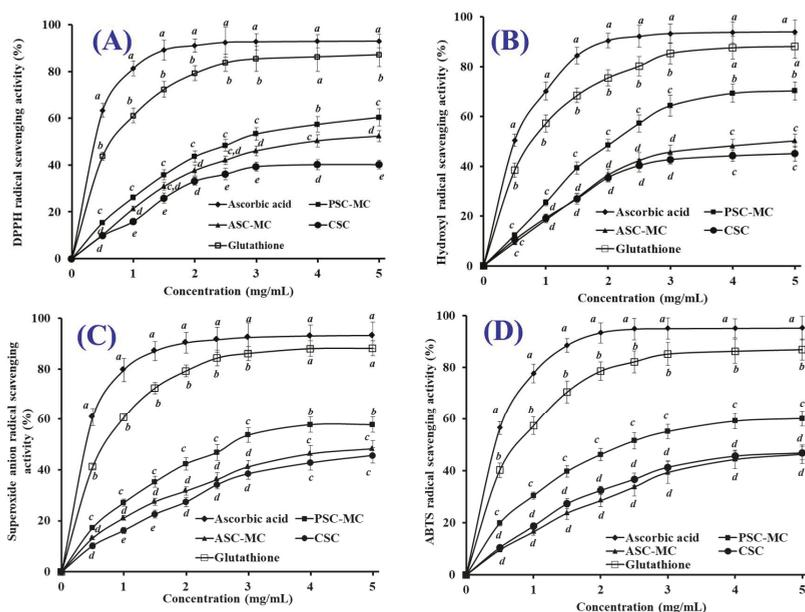 (A)
DPPH radical scavenging activity (%)
100
80
60
40
20
0
a a a a a a a a
b b b b b b b b
c c c c c c b c
d d c,d d c,d d c d
d e d d e e d e
Ascorbic acid PSC-MC
ASC-MC CSC
Glutathione
0 1 2 3 4 5
Concentration (mg/mL)
(B)
Hydroxyl radical scavenging activity (%)
100
80
60
40
20
0
a a a a a a a a
b b b b b b a a
c c c c c c b b
c d d d d d c c
c d d d d d c c
Ascorbic acid PSC-MC
ASC-MC CSC
Glutathione
0 1 2 3 4 5
Concentration (mg/mL)
(C)
Superoxide anion radical scavenging
activity (%)
100
80
60
40
20
0
a a a a a a a a
b b b b b b a a
c c c c c c b b
d d d d d c c c
d e e e d d c c
Ascorbic acid PSC-MC
ASC-MC CSC
Glutathione
0 1 2 3 4 5
Concentration (mg/mL)
(D)
ABTS radical scavenging activity (%)
100
80
60
40
20
0
a a a a a a a a
b b b b b b b b
c c c c c c c c
d d d d d d d d
d d d d d d d d
Ascorbic acid PSC-MC
ASC-MC CSC
Glutathione
0 1 2 3 4 5
Concentration (mg/mL)